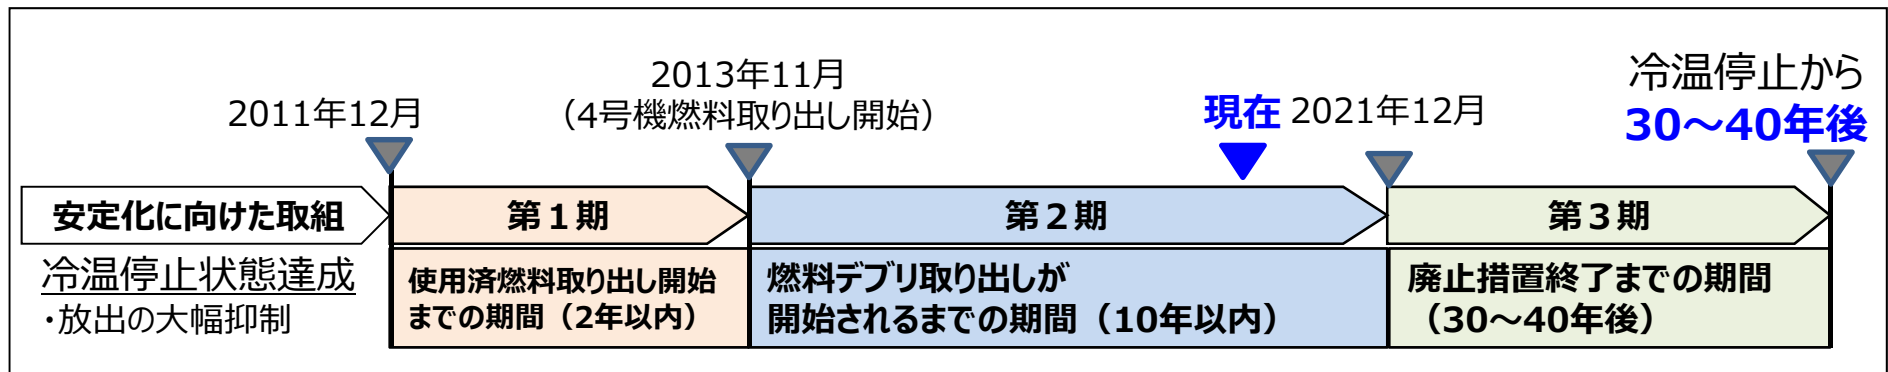 2011年12月
2013年11月
（4号機燃料取り出し開始）
現在
2021年12月
冷温停止から
30～40年後
安定化に向けた取組
第１期
第２期
第３期
冷温停止状態達成
・放出の大幅抑制
使用済燃料取り出し開始
までの期間（2年以内）
燃料デブリ取り出しが
開始されるまでの期間（10年以内）
廃止措置終了までの期間
（30～40年後）